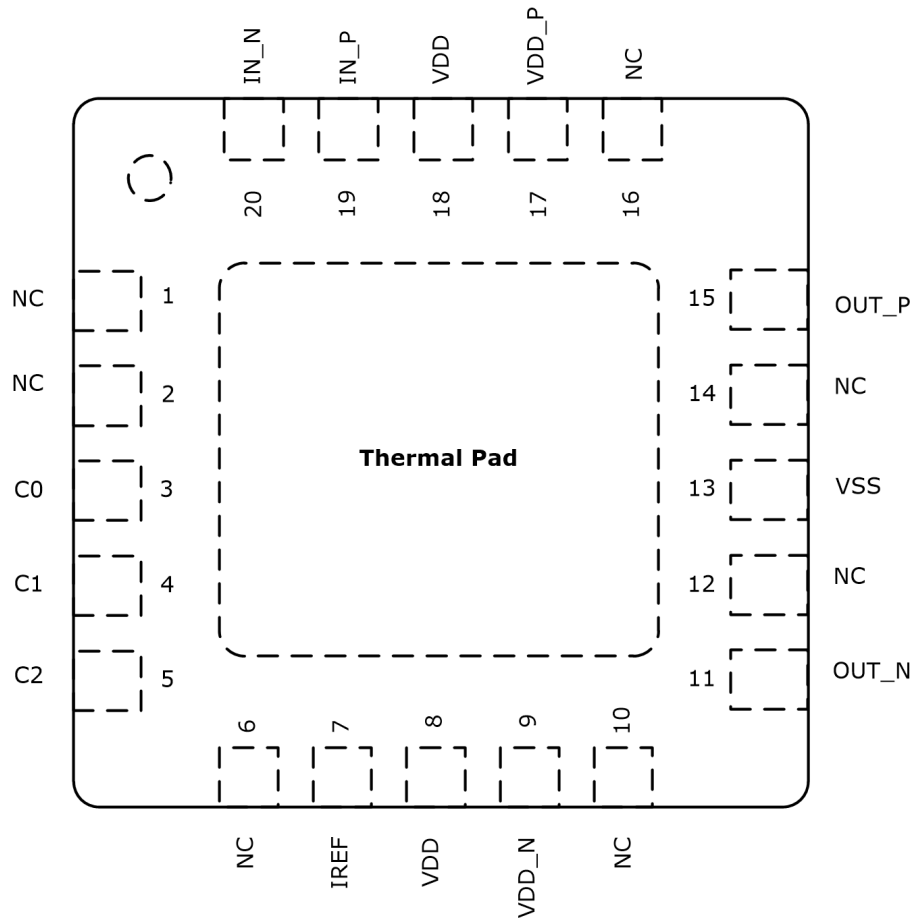 IN_N
IN_P
VDD
VDD_P
NC
20
19
18
17
16
NC 1
15 OUT_P
NC 2
14 NC
Thermal Pad
C0 3
13 VSS
C1 4
12 NC
C2 5
11 OUT_N
6
7
8
9
10
NC
IREF
VDD
VDD_N
NC